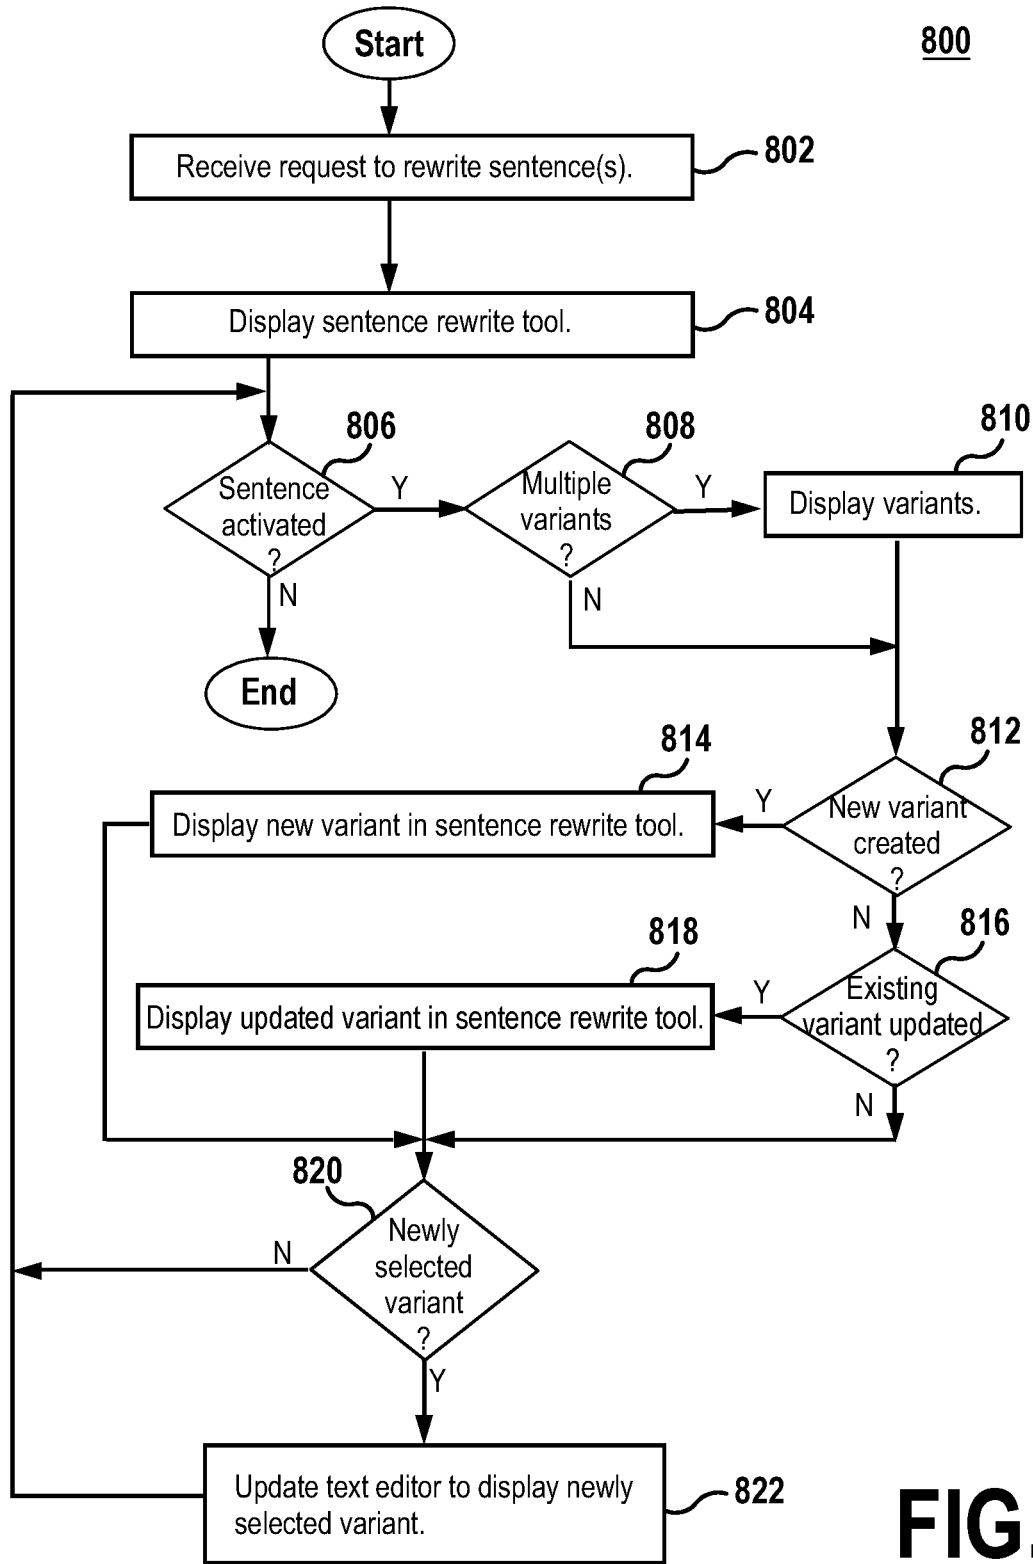 Start
800
802
Receive request to rewrite sentence(s).
804
Display sentence rewrite tool.
806
808
810
Sentence
activated
?
Y
Multiple
variants
?
Y
Display variants.
N
N
End
812
814
New variant
created
?
Y
Display new variant in sentence rewrite tool.
N
816
818
Existing
variant updated
?
Y
Display updated variant in sentence rewrite tool.
N
820
Newly
selected
variant
?
N
Y
Update text editor to display newly
selected variant.
822
FIG.